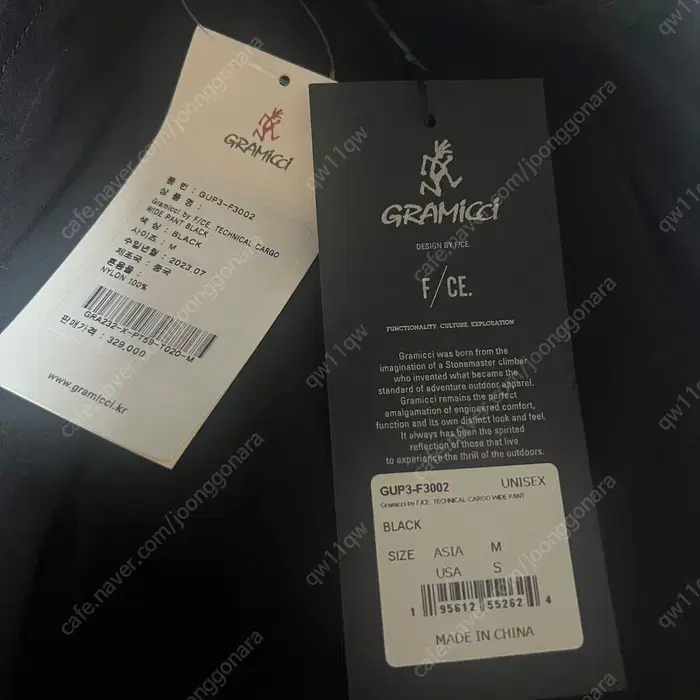 GRAMICCI
품 번 : GUP3-F3002
상 품 명 :
Gramicci by F/CE. TECHNICAL CARGO
WIDE PANT BLACK
색 상 : BLACK
사이즈 : M
수입년월 : 2023.07
제조국 : 중국
혼용율 :
NYLON 100%
GRA232-X-PT59-T020-M
판매가격 : 329,000
www.gramicci.kr
GRAMICCI
DESIGN BY F/CE.
F/CE.
FUNCTIONALITY. CULTURE. EXPLORATION
Gramicci was born from the
imagination of a Stonemaster climber
who invented what became the
standard of adventure outdoor apparel.
Gramicci remains the perfect
amalgamation of engineered comfort,
function and its own distinct look and feel.
It always has been the spirited
reflection of those that live
to experience the thrill of the outdoors.
GUP3-F3002 UNISEX
Gramicci by F/CE. TECHNICAL CARGO WIDE PANT
BLACK
SIZE ASIA M
USA S
1 95612 55262 4
MADE IN CHINA
cafe.naver.com/joonggonara
qw11qw